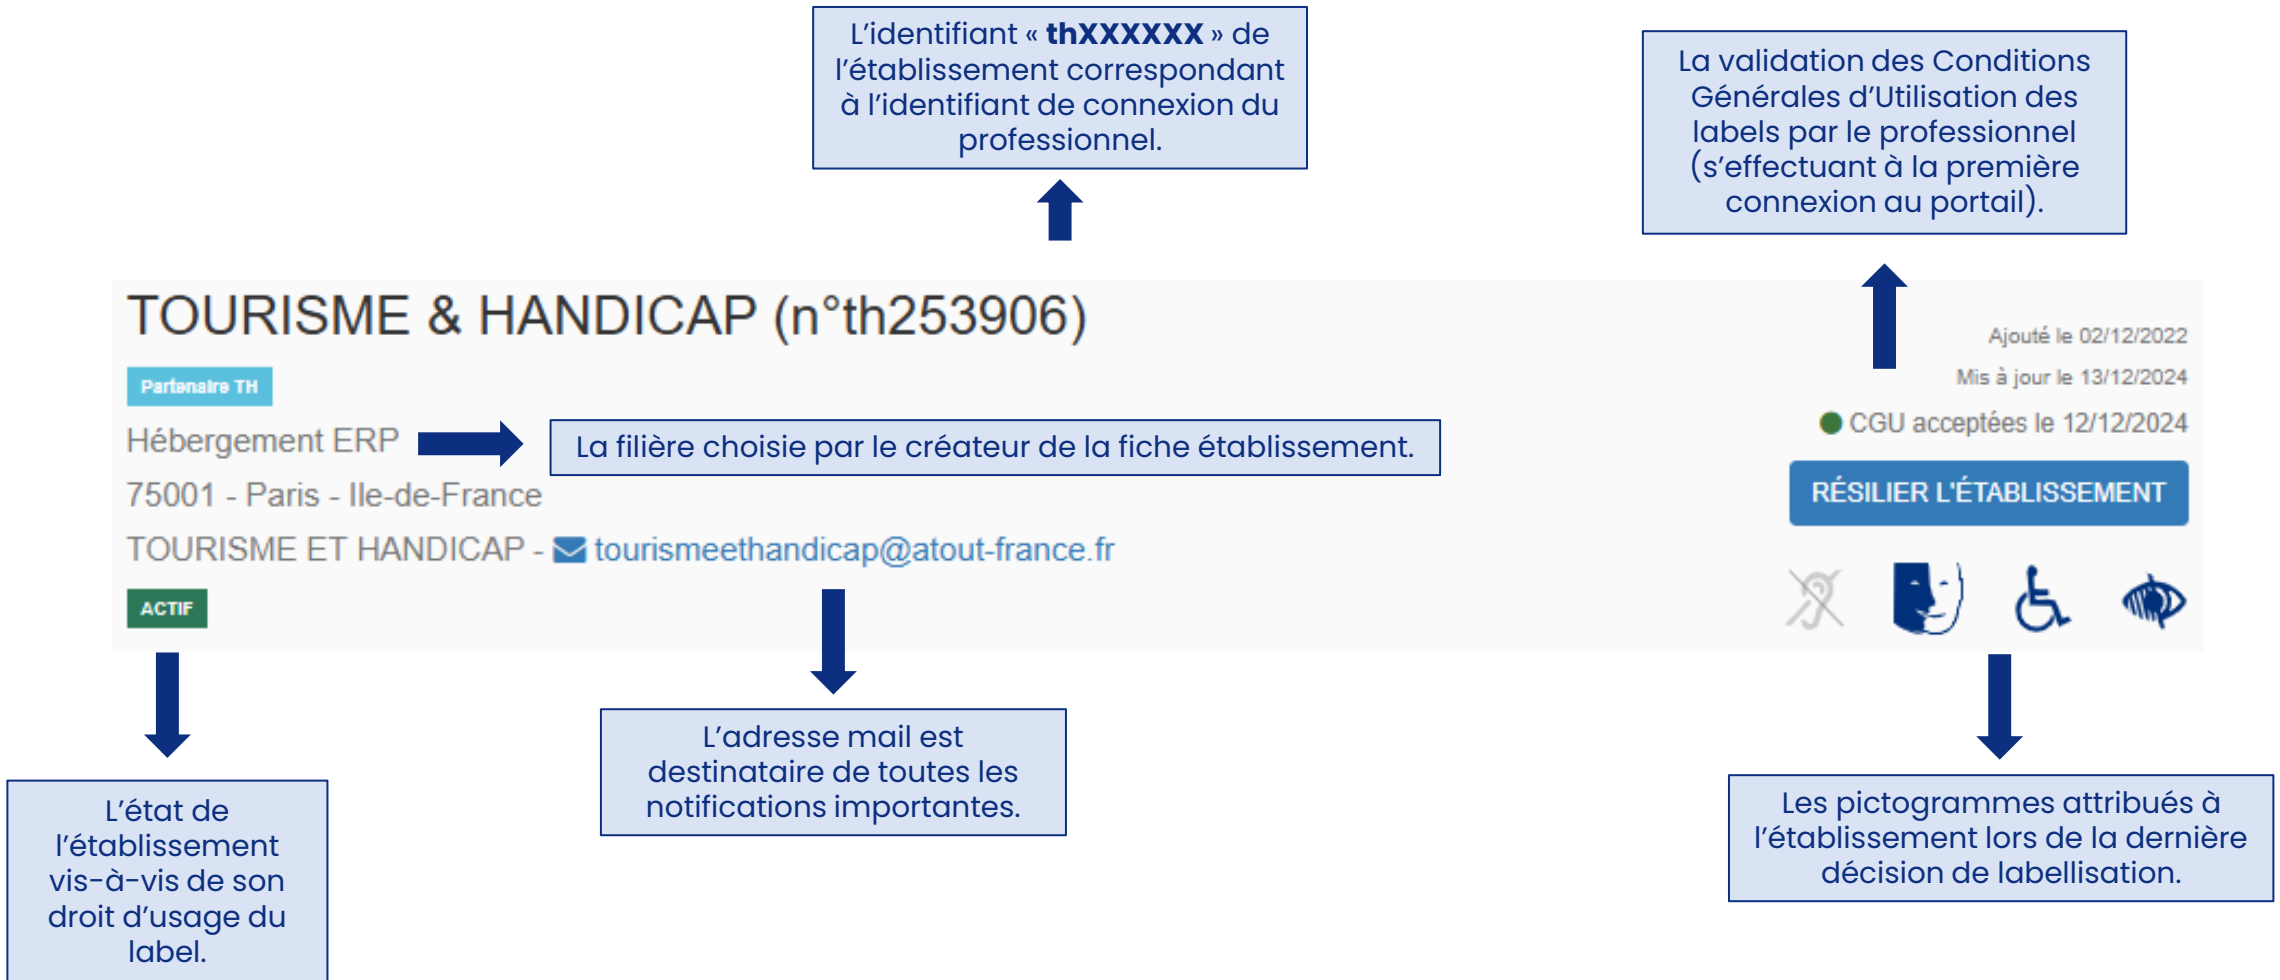 L’identifiant « thXXXXXX » de
l’établissement correspondant
à l’identifiant de connexion du
professionnel.
La validation des Conditions
Générales d’Utilisation des
labels par le professionnel
(s’effectuant à la première
connexion au portail).
TOURISME & HANDICAP (n°th253906)
Ajouté le 02/12/2022
Partenaire TH
Mis à jour le 13/12/2024
CGU acceptées le 12/12/2024
Hébergement ERP
La filière choisie par le créateur de la fiche établissement.
75001 - Paris - Ile-de-France
RÉSILIER L'ÉTABLISSEMENT
TOURISME ET HANDICAP - tourismeethandicap@atout-france.fr
ACTIF
L’adresse mail est
destinataire de toutes les
notifications importantes.
L’état de
l’établissement
vis-à-vis de son
droit d’usage du
label.
Les pictogrammes attribués à
l’établissement lors de la dernière
décision de labellisation.